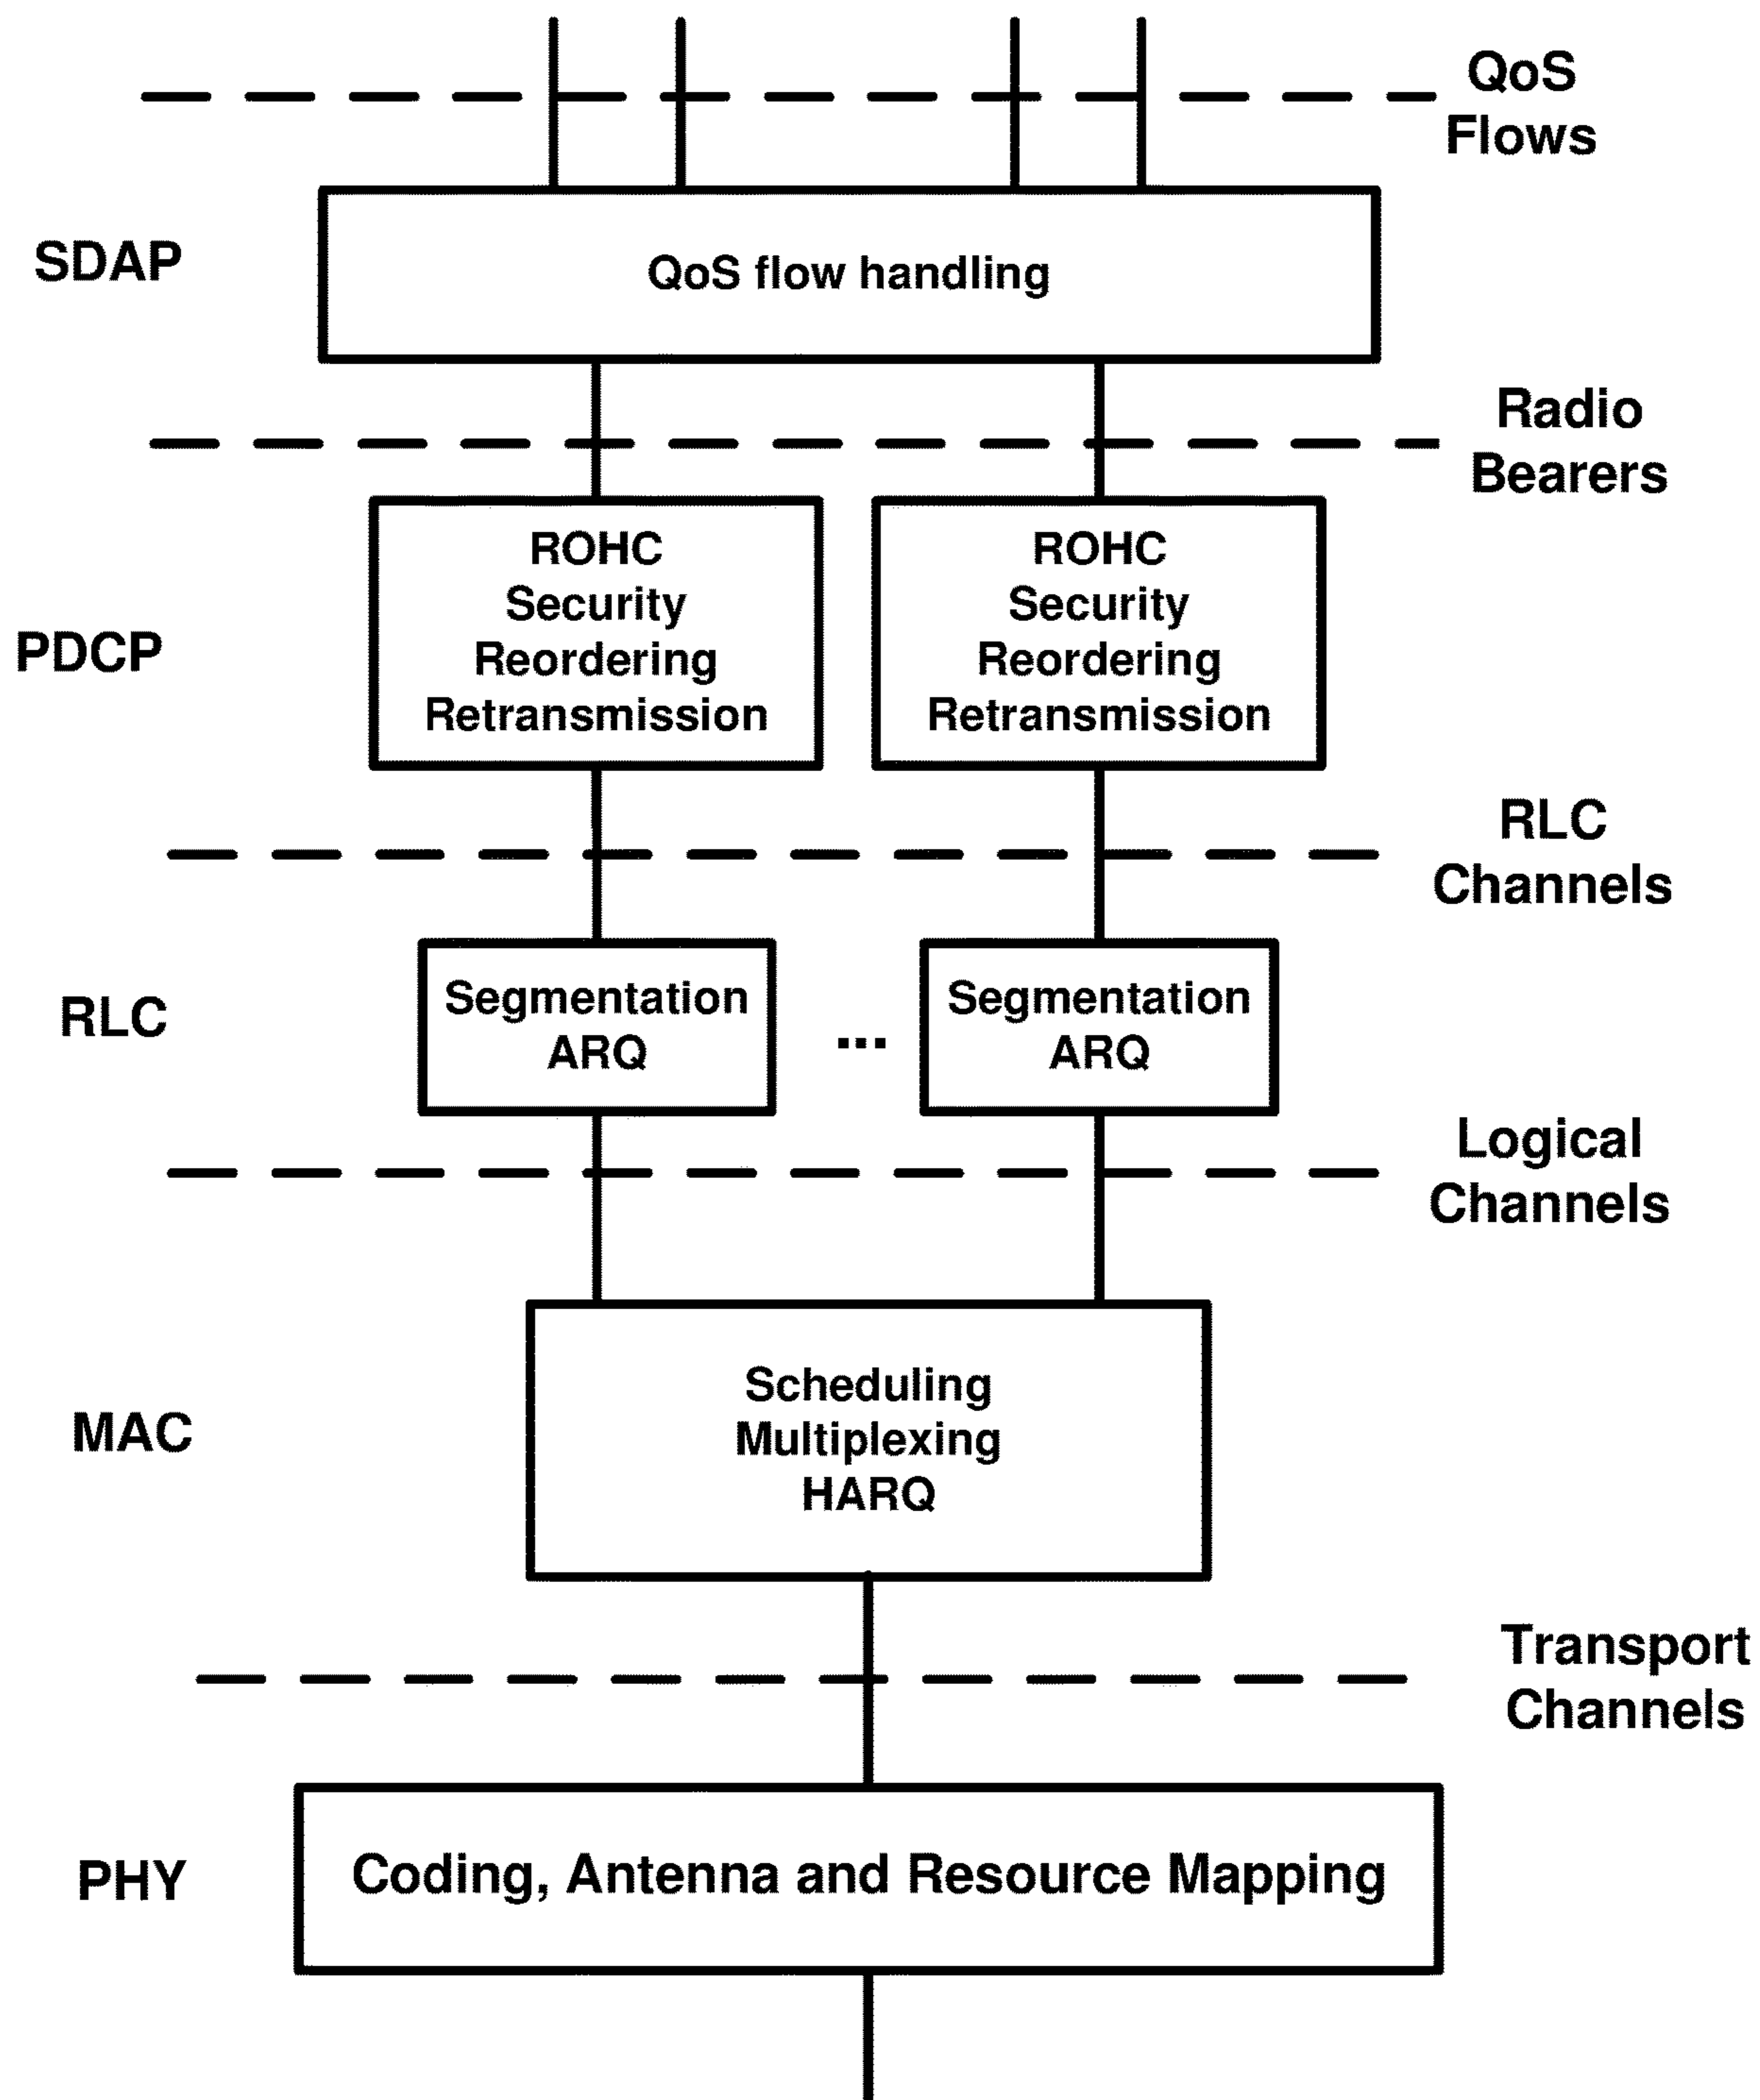 QoS
Flows
SDAP
QoS flow handling
Radio
Bearers
PDCP
ROHC
Security
Reordering
Retransmission
ROHC
Security
Reordering
Retransmission
RLC
Channels
RLC
Segmentation
ARQ
...
Segmentation
ARQ
Logical
Channels
MAC
Scheduling
Multiplexing
HARQ
Transport
Channels
PHY
Coding, Antenna and Resource Mapping